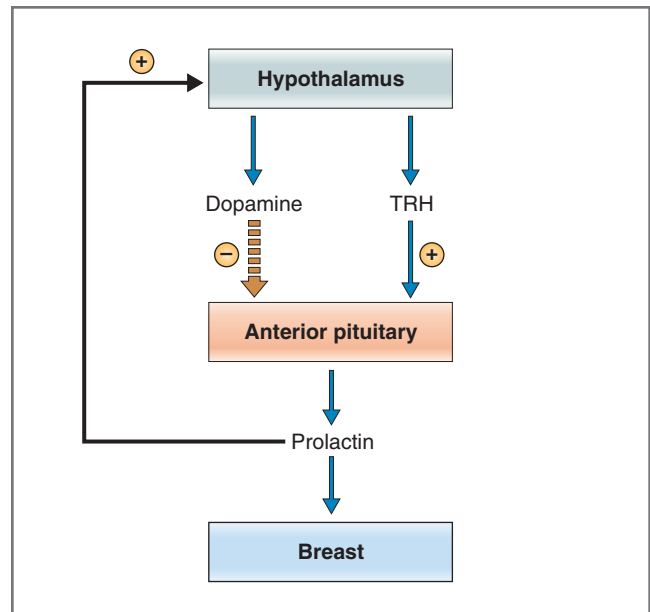 +
Hypothalamus
Dopamine TRH
− +
Anterior pituitary
Prolactin
Breast